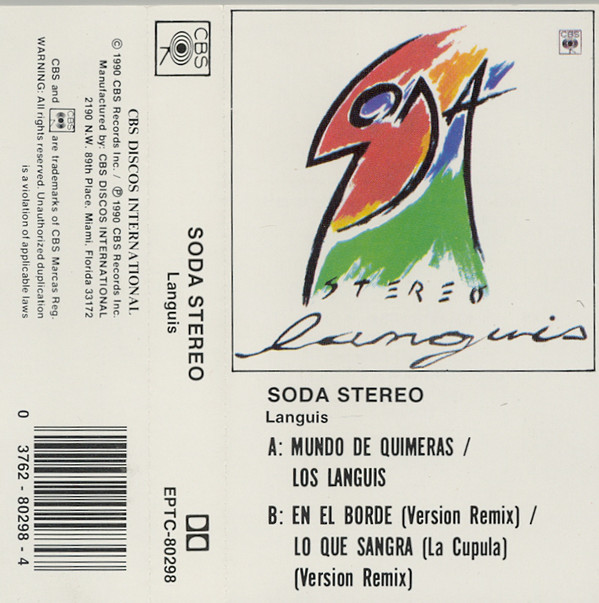 CBS
© 1990 CBS Records Inc. / ℗ 1990 CBS Records Inc.
Manufactured by: CBS DISCOS INTERNATIONAL
2190 N.W. 89th Place, Miami, Florida 33172
CBS DISCOS INTERNATIONAL
CBS and CBS are trademarks of CBS Marcas Reg.
WARNING: All rights reserved. Unauthorized duplication
is a violation of applicable laws
0 3762 - 80298 - 4
SODA STEREO
Languis
EPTC-80298
CBS
SODA
STEREO
languis
SODA STEREO
Languis
A: MUNDO DE QUIMERAS /
LOS LANGUIS
B: EN EL BORDE (Version Remix) /
LO QUE SANGRA (La Cupula)
(Version Remix)